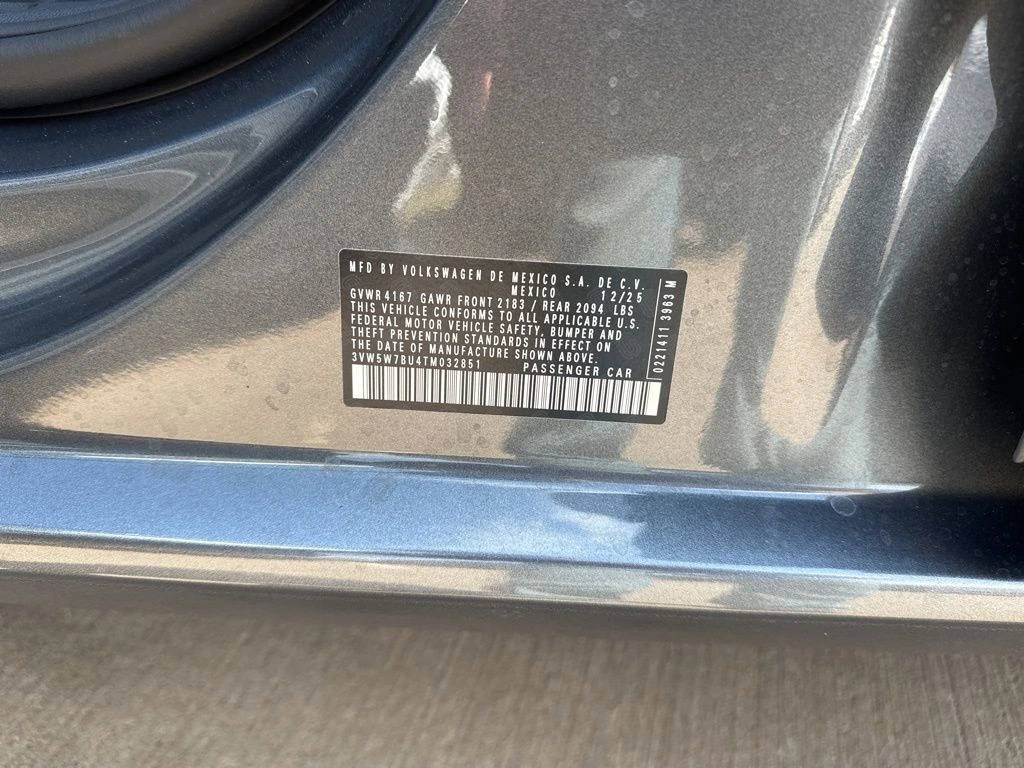 MFD BY VOLKSWAGEN DE MEXICO S.A. DE C.V.
MEXICO 12/25
GVWR 4167 GAWR FRONT 2183 / REAR 2094 LBS
THIS VEHICLE CONFORMS TO ALL APPLICABLE U.S.
FEDERAL MOTOR VEHICLE SAFETY, BUMPER AND
THEFT PREVENTION STANDARDS IN EFFECT ON
THE DATE OF MANUFACTURE SHOWN ABOVE.
3VW5W7BU4TM032851 PASSENGER CAR
0221411 3963 M